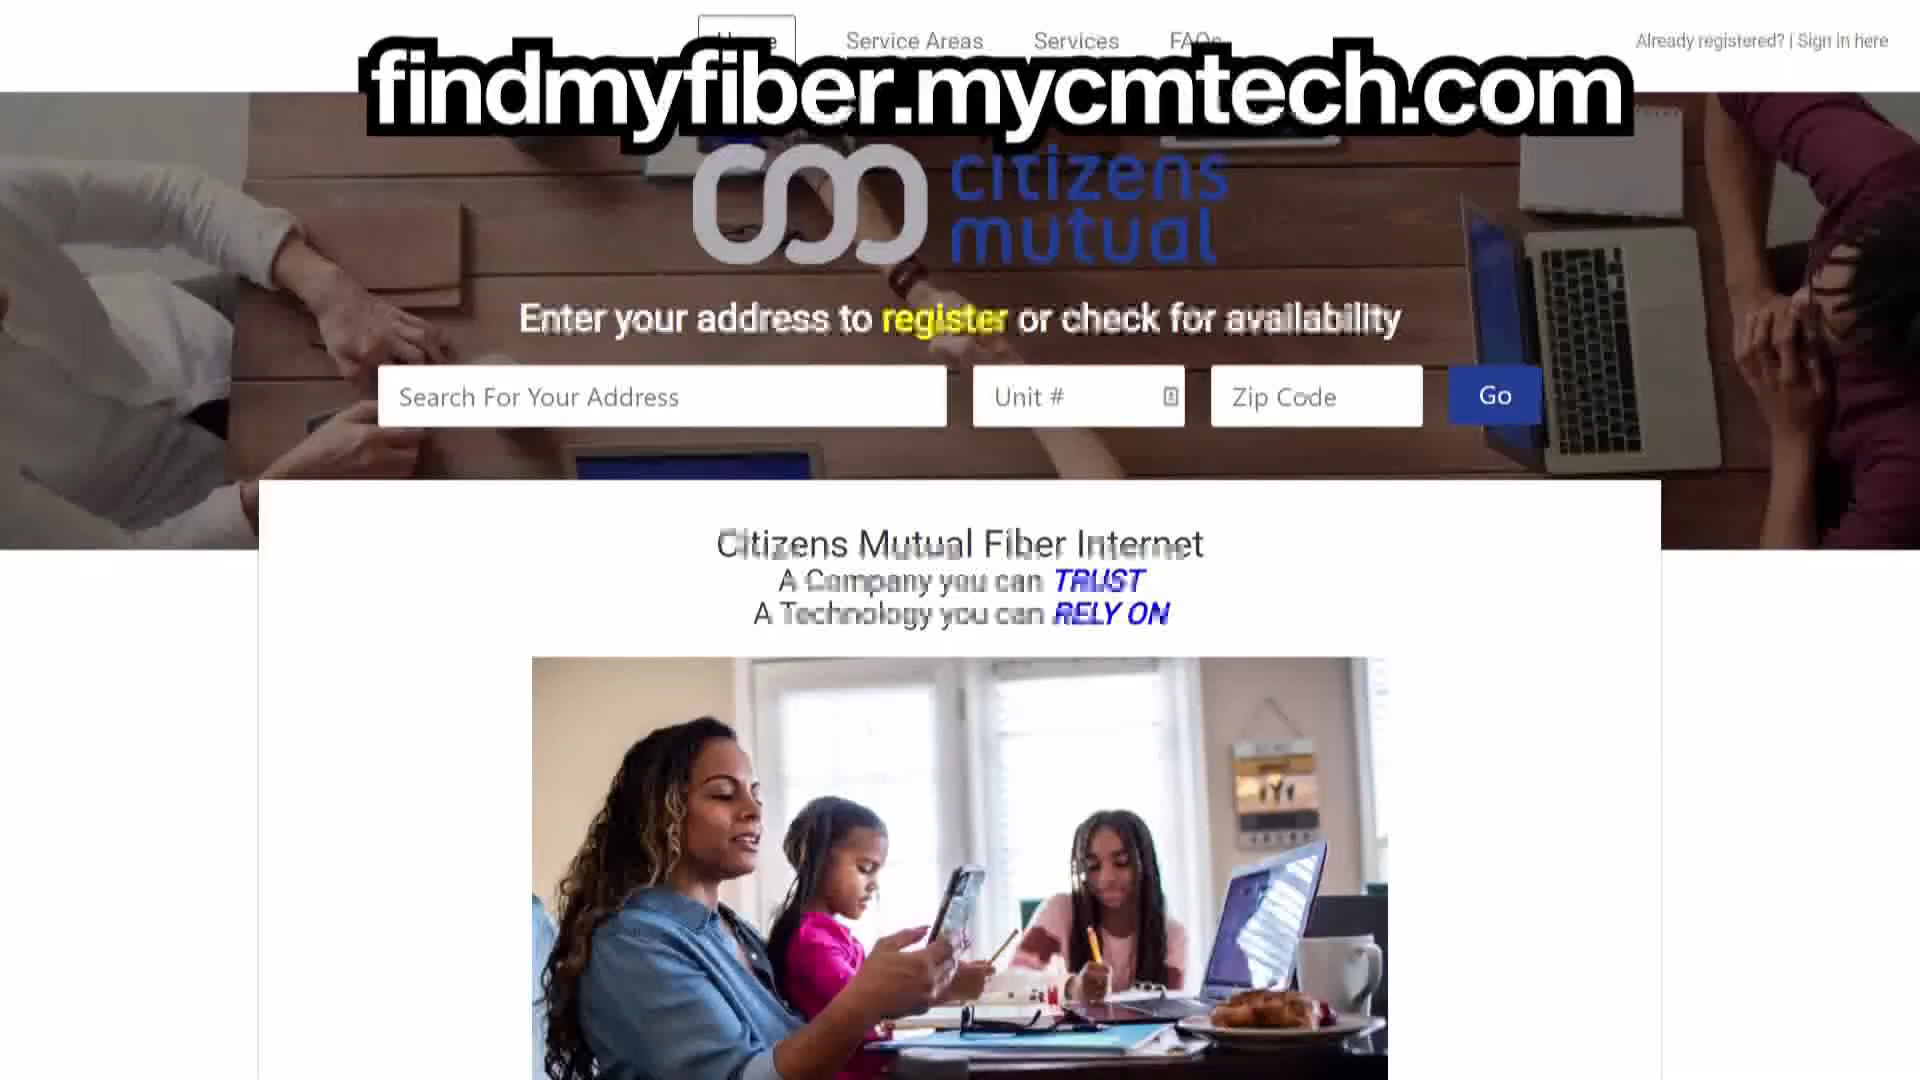 Home Service Areas Services FAQs Already registered? | Sign in here
findmyfiber.mycmtech.com
citizens
mutual
Enter your address to register or check for availability
Search For Your Address Unit # Zip Code Go
Citizens Mutual Fiber Internet
A Company you can TRUST
A Technology you can RELY ON